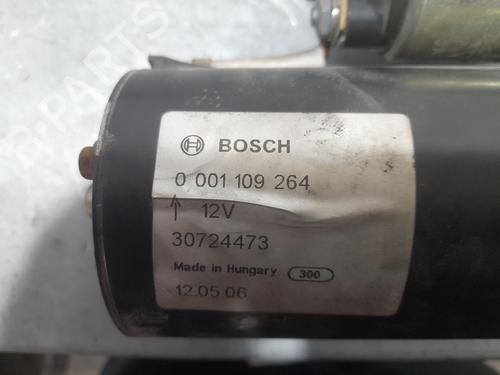 BOSCH
0 001 109 264
↑ 12V
30724473
Made in Hungary 300
12.05.06